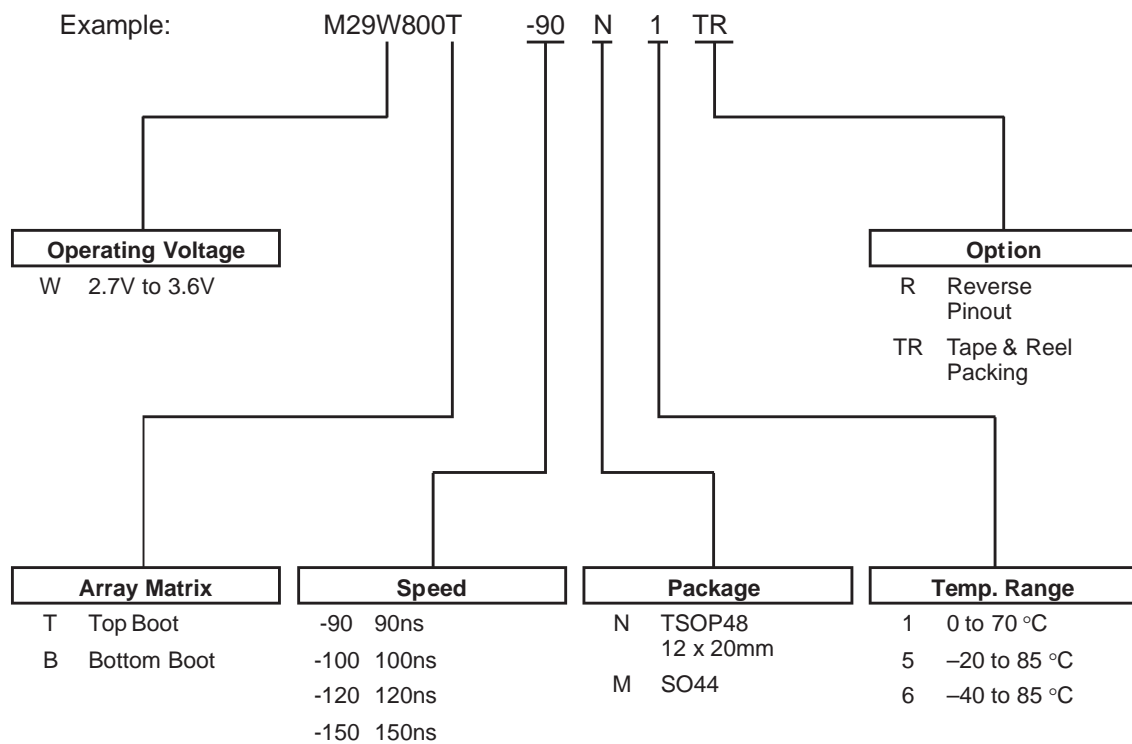 Example: M29W800T -90 N 1 TR
Operating Voltage
W 2.7V to 3.6V
Option
R Reverse
Pinout
TR Tape & Reel
Packing
Array Matrix
T Top Boot
B Bottom Boot
Speed
-90 90ns
-100 100ns
-120 120ns
-150 150ns
Package
N TSOP48
12 x 20mm
M SO44
Temp. Range
1 0 to 70 °C
5 –20 to 85 °C
6 –40 to 85 °C